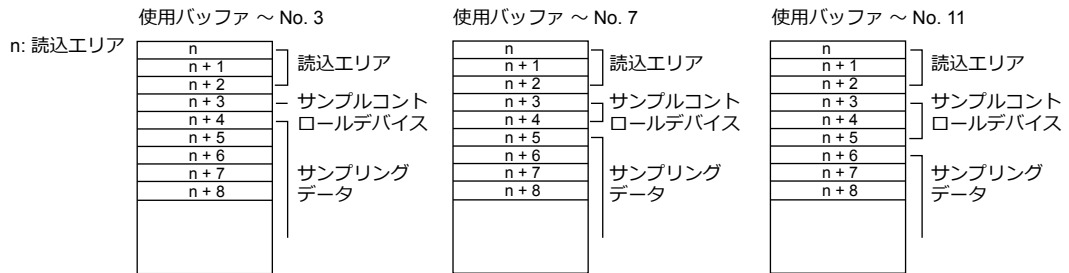 使用バッファ ～ No. 3
n: 読込エリア
n
n + 1
n + 2
n + 3
n + 4
n + 5
n + 6
n + 7
n + 8
読込エリア
サンプルコント
ロールデバイス
サンプリング
データ
使用バッファ ～ No. 7
n
n + 1
n + 2
n + 3
n + 4
n + 5
n + 6
n + 7
n + 8
読込エリア
サンプルコント
ロールデバイス
サンプリング
データ
使用バッファ ～ No. 11
n
n + 1
n + 2
n + 3
n + 4
n + 5
n + 6
n + 7
n + 8
読込エリア
サンプルコント
ロールデバイス
サンプリング
データ